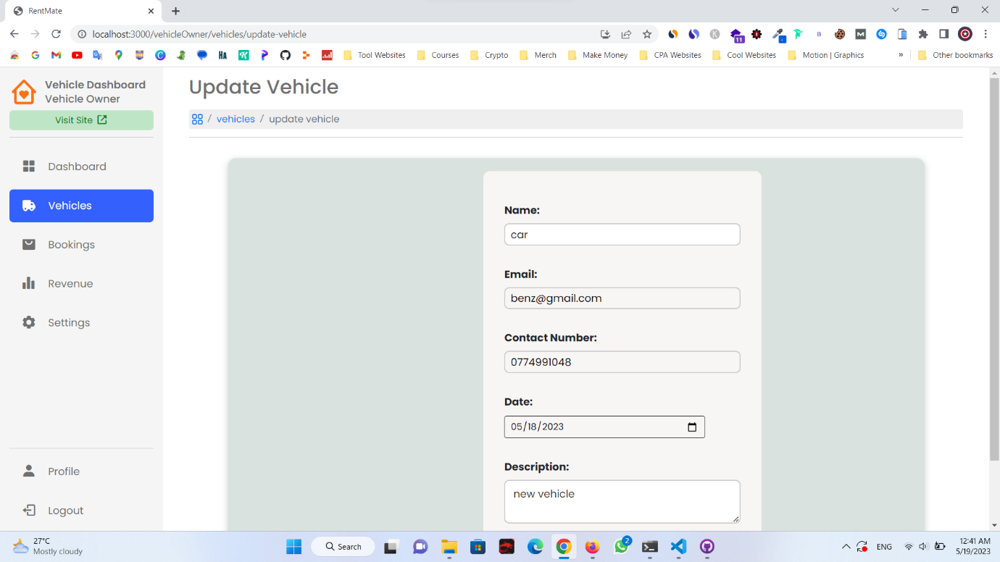 RentMate
localhost:3000/vehicleOwner/vehicles/update-vehicle
11
B
M
HA
Tool Websites
Courses
Crypto
Merch
Make Money
CPA Websites
Cool Websites
Motion | Graphics
»
Other bookmarks
Vehicle Dashboard
Vehicle Owner
Visit Site
Dashboard
Vehicles
Bookings
Revenue
Settings
Profile
Logout
Update Vehicle
/ vehicles / update vehicle
Name:
car
Email:
benz@gmail.com
Contact Number:
0774991048
Date:
05/18/2023
Description:
new vehicle
27°C
Mostly cloudy
Search
2
ENG
12:41 AM
5/19/2023